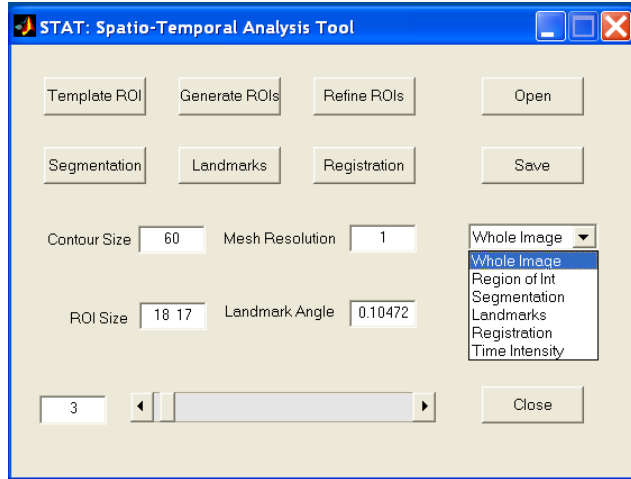 STAT: Spatio-Temporal Analysis Tool
Template ROI Generate ROIs Refine ROIs Open
Segmentation Landmarks Registration Save
Contour Size 60 Mesh Resolution 1 Whole Image
Whole Image
Region of Int
Segmentation
Landmarks
Registration
Time Intensity
ROI Size 18 17 Landmark Angle 0.10472
3 Close